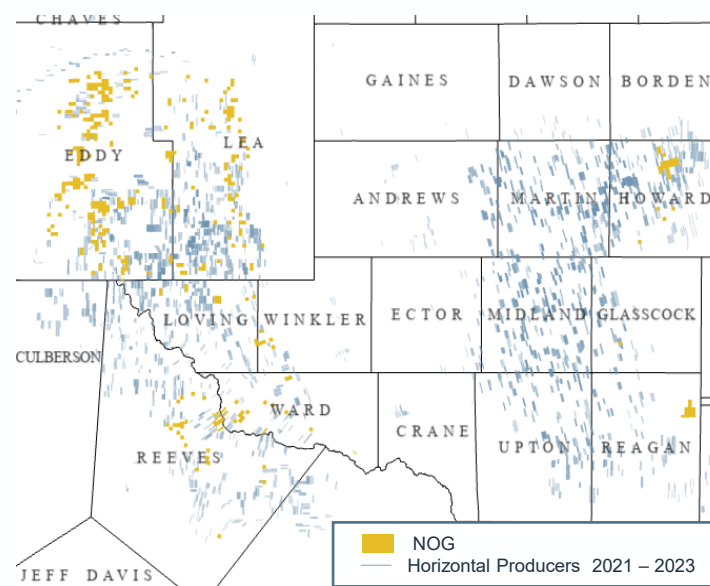 CHAVES
GAINES
DAWSON
BORDEN
EDDY
LEA
ANDREWS
MARTIN
HOWARD
LOVING
WINKLER
ECTOR
MIDLAND
GLASSCOCK
CULBERSON
WARD
CRANE
UPTON
REAGAN
REEVES
JEFF DAVIS
NOG
Horizontal Producers 2021 – 2023